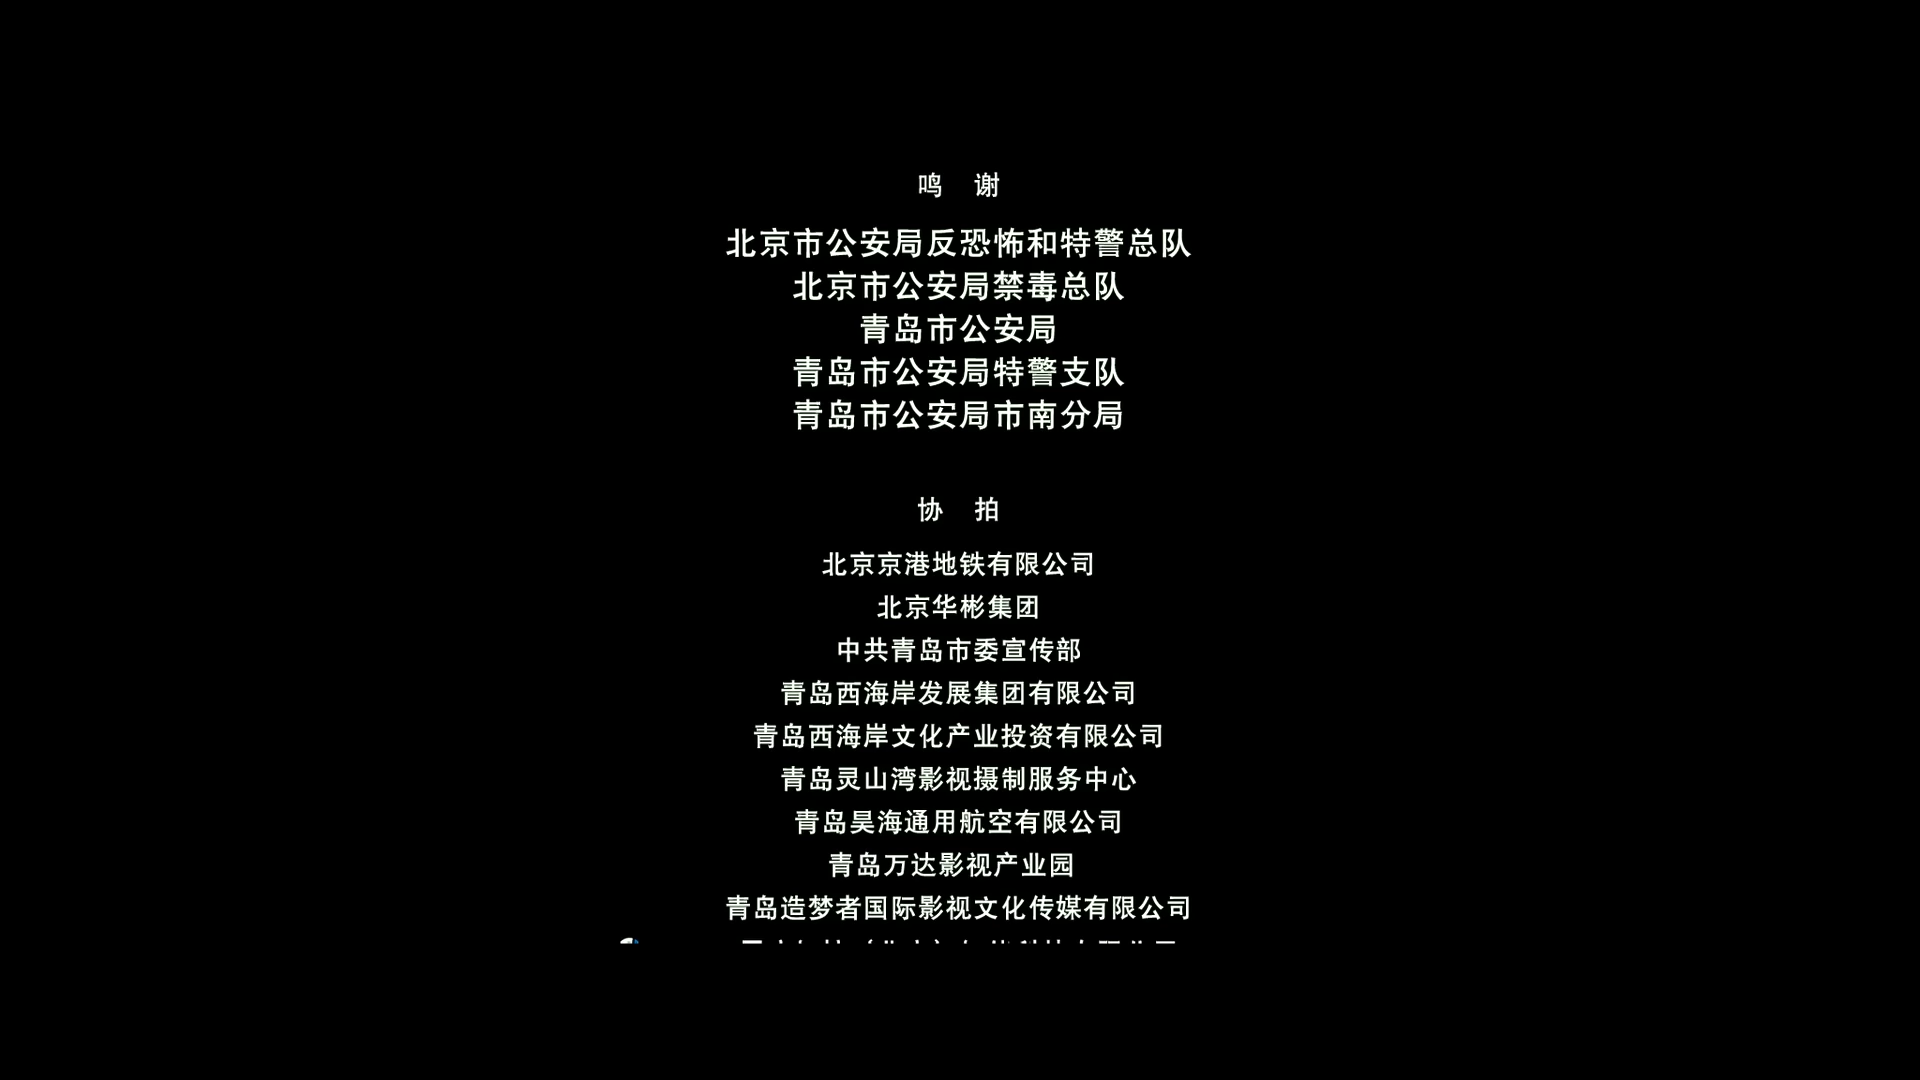 鸣 谢
北京市公安局反恐怖和特警总队
北京市公安局禁毒总队
青岛市公安局
青岛市公安局特警支队
青岛市公安局市南分局
协 拍
北京京港地铁有限公司
北京华彬集团
中共青岛市委宣传部
青岛西海岸发展集团有限公司
青岛西海岸文化产业投资有限公司
青岛灵山湾影视摄制服务中心
青岛昊海通用航空有限公司
青岛万达影视产业园
青岛造梦者国际影视文化传媒有限公司